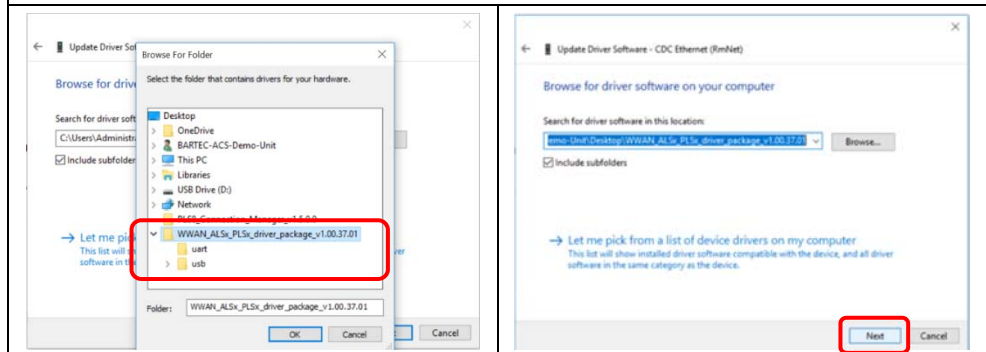 Update Driver Sof
Browse For Folder
Browse for drive
Select the folder that contains drivers for your hardware.
Search for driver soft
C:\Users\Administra
Include subfolder
Desktop
OneDrive
BARTEC-ACS-Demo-Unit
This PC
Libraries
USB Drive (D:)
Network
PLS8_Connection_Manager_v1.5.0.0
WWAN_ALSx_PLSx_driver_package_v1.00.37.01
uart
usb
Let me pic
This list will s
software in th
ver
Folder: WWAN_ALSx_PLSx_driver_package_v1.00.37.01
OK Cancel
Cancel
Update Driver Software - CDC Ethernet (RmNet)
Browse for driver software on your computer
Search for driver software in this location:
emo-Unit\Desktop\WWAN_ALSx_PLSx_driver_package_v1.00.37.01
Browse...
Include subfolders
Let me pick from a list of device drivers on my computer
This list will show installed driver software compatible with the device, and all driver
software in the same category as the device.
Next Cancel